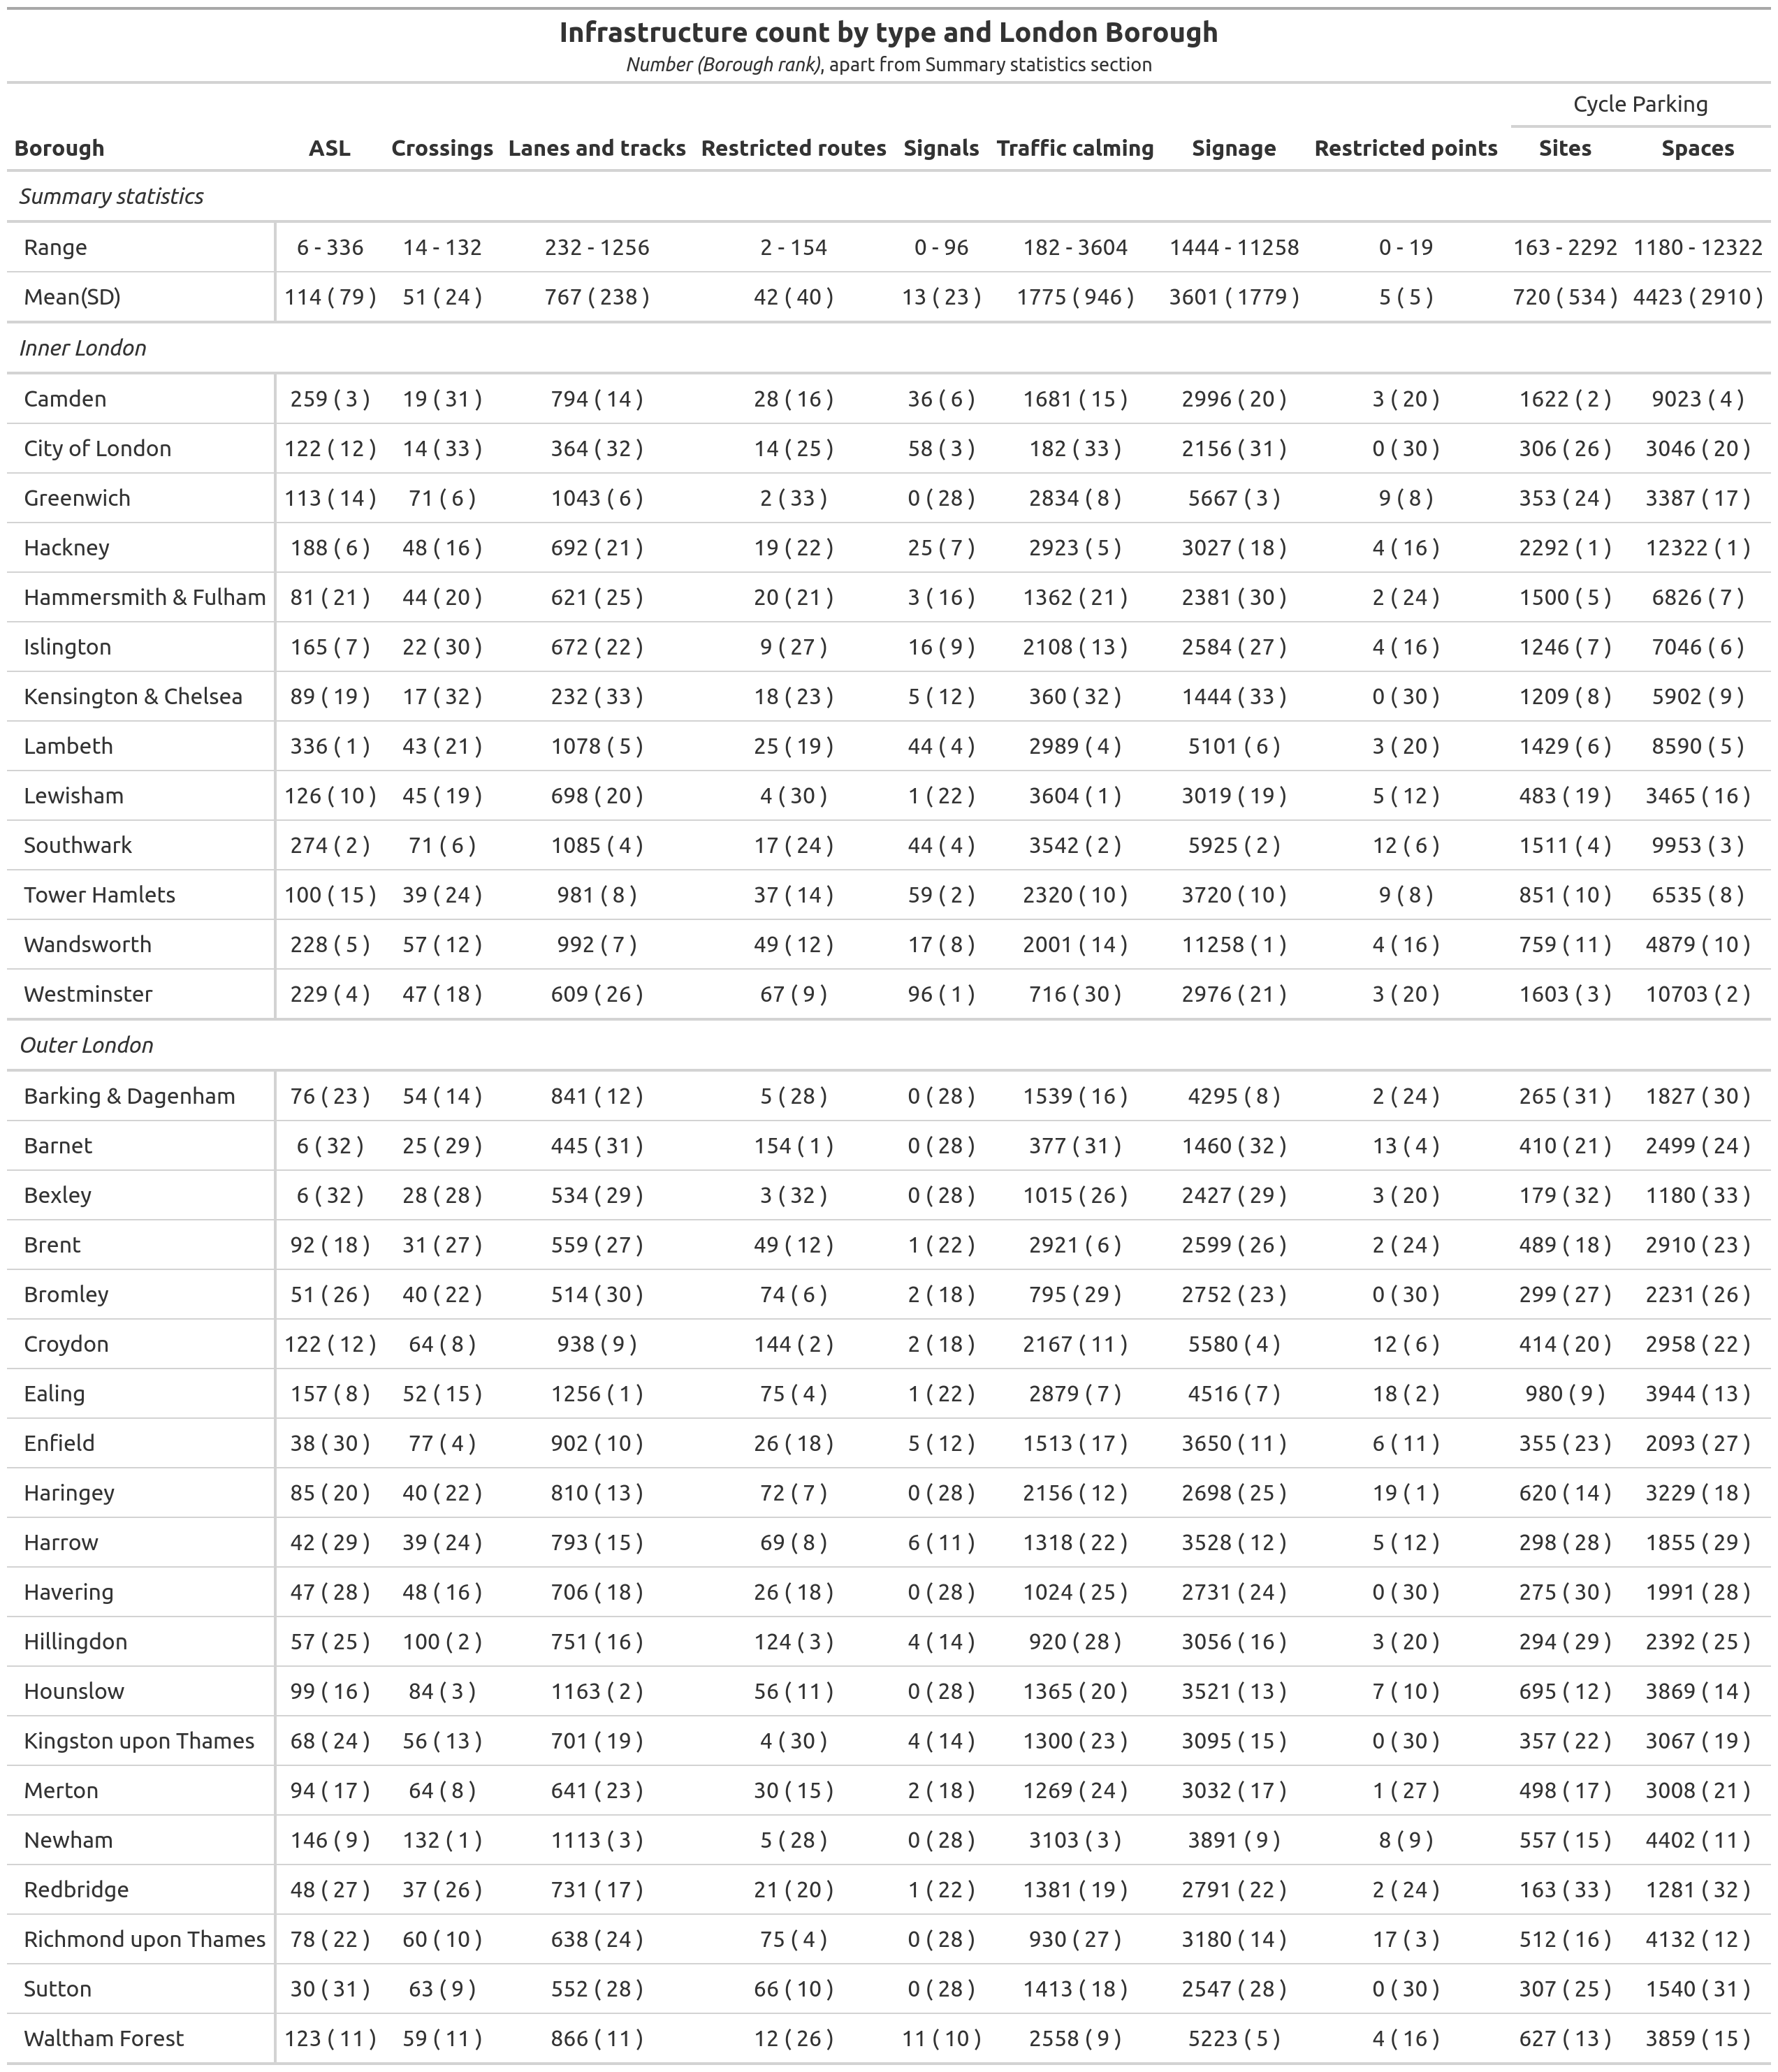 Infrastructure count by type and London Borough
Number (Borough rank), apart from Summary statistics section
Cycle Parking
Borough ASL Crossings Lanes and tracks Restricted routes Signals Traffic calming Signage Restricted points Sites Spaces
Summary statistics
Range 6 - 336 14 - 132 232 - 1256 2 - 154 0 - 96 182 - 3604 1444 - 11258 0 - 19 163 - 2292 1180 - 12322
Mean(SD) 114 ( 79 ) 51 ( 24 ) 767 ( 238 ) 42 ( 40 ) 13 ( 23 ) 1775 ( 946 ) 3601 ( 1779 ) 5 ( 5 ) 720 ( 534 ) 4423 ( 2910 )
Inner London
Camden 259 ( 3 ) 19 ( 31 ) 794 ( 14 ) 28 ( 16 ) 36 ( 6 ) 1681 ( 15 ) 2996 ( 20 ) 3 ( 20 ) 1622 ( 2 ) 9023 ( 4 )
City of London 122 ( 12 ) 14 ( 33 ) 364 ( 32 ) 14 ( 25 ) 58 ( 3 ) 182 ( 33 ) 2156 ( 31 ) 0 ( 30 ) 306 ( 26 ) 3046 ( 20 )
Greenwich 113 ( 14 ) 71 ( 6 ) 1043 ( 6 ) 2 ( 33 ) 0 ( 28 ) 2834 ( 8 ) 5667 ( 3 ) 9 ( 8 ) 353 ( 24 ) 3387 ( 17 )
Hackney 188 ( 6 ) 48 ( 16 ) 692 ( 21 ) 19 ( 22 ) 25 ( 7 ) 2923 ( 5 ) 3027 ( 18 ) 4 ( 16 ) 2292 ( 1 ) 12322 ( 1 )
Hammersmith & Fulham 81 ( 21 ) 44 ( 20 ) 621 ( 25 ) 20 ( 21 ) 3 ( 16 ) 1362 ( 21 ) 2381 ( 30 ) 2 ( 24 ) 1500 ( 5 ) 6826 ( 7 )
Islington 165 ( 7 ) 22 ( 30 ) 672 ( 22 ) 9 ( 27 ) 16 ( 9 ) 2108 ( 13 ) 2584 ( 27 ) 4 ( 16 ) 1246 ( 7 ) 7046 ( 6 )
Kensington & Chelsea 89 ( 19 ) 17 ( 32 ) 232 ( 33 ) 18 ( 23 ) 5 ( 12 ) 360 ( 32 ) 1444 ( 33 ) 0 ( 30 ) 1209 ( 8 ) 5902 ( 9 )
Lambeth 336 ( 1 ) 43 ( 21 ) 1078 ( 5 ) 25 ( 19 ) 44 ( 4 ) 2989 ( 4 ) 5101 ( 6 ) 3 ( 20 ) 1429 ( 6 ) 8590 ( 5 )
Lewisham 126 ( 10 ) 45 ( 19 ) 698 ( 20 ) 4 ( 30 ) 1 ( 22 ) 3604 ( 1 ) 3019 ( 19 ) 5 ( 12 ) 483 ( 19 ) 3465 ( 16 )
Southwark 274 ( 2 ) 71 ( 6 ) 1085 ( 4 ) 17 ( 24 ) 44 ( 4 ) 3542 ( 2 ) 5925 ( 2 ) 12 ( 6 ) 1511 ( 4 ) 9953 ( 3 )
Tower Hamlets 100 ( 15 ) 39 ( 24 ) 981 ( 8 ) 37 ( 14 ) 59 ( 2 ) 2320 ( 10 ) 3720 ( 10 ) 9 ( 8 ) 851 ( 10 ) 6535 ( 8 )
Wandsworth 228 ( 5 ) 57 ( 12 ) 992 ( 7 ) 49 ( 12 ) 17 ( 8 ) 2001 ( 14 ) 11258 ( 1 ) 4 ( 16 ) 759 ( 11 ) 4879 ( 10 )
Westminster 229 ( 4 ) 47 ( 18 ) 609 ( 26 ) 67 ( 9 ) 96 ( 1 ) 716 ( 30 ) 2976 ( 21 ) 3 ( 20 ) 1603 ( 3 ) 10703 ( 2 )
Outer London
Barking & Dagenham 76 ( 23 ) 54 ( 14 ) 841 ( 12 ) 5 ( 28 ) 0 ( 28 ) 1539 ( 16 ) 4295 ( 8 ) 2 ( 24 ) 265 ( 31 ) 1827 ( 30 )
Barnet 6 ( 32 ) 25 ( 29 ) 445 ( 31 ) 154 ( 1 ) 0 ( 28 ) 377 ( 31 ) 1460 ( 32 ) 13 ( 4 ) 410 ( 21 ) 2499 ( 24 )
Bexley 6 ( 32 ) 28 ( 28 ) 534 ( 29 ) 3 ( 32 ) 0 ( 28 ) 1015 ( 26 ) 2427 ( 29 ) 3 ( 20 ) 179 ( 32 ) 1180 ( 33 )
Brent 92 ( 18 ) 31 ( 27 ) 559 ( 27 ) 49 ( 12 ) 1 ( 22 ) 2921 ( 6 ) 2599 ( 26 ) 2 ( 24 ) 489 ( 18 ) 2910 ( 23 )
Bromley 51 ( 26 ) 40 ( 22 ) 514 ( 30 ) 74 ( 6 ) 2 ( 18 ) 795 ( 29 ) 2752 ( 23 ) 0 ( 30 ) 299 ( 27 ) 2231 ( 26 )
Croydon 122 ( 12 ) 64 ( 8 ) 938 ( 9 ) 144 ( 2 ) 2 ( 18 ) 2167 ( 11 ) 5580 ( 4 ) 12 ( 6 ) 414 ( 20 ) 2958 ( 22 )
Ealing 157 ( 8 ) 52 ( 15 ) 1256 ( 1 ) 75 ( 4 ) 1 ( 22 ) 2879 ( 7 ) 4516 ( 7 ) 18 ( 2 ) 980 ( 9 ) 3944 ( 13 )
Enfield 38 ( 30 ) 77 ( 4 ) 902 ( 10 ) 26 ( 18 ) 5 ( 12 ) 1513 ( 17 ) 3650 ( 11 ) 6 ( 11 ) 355 ( 23 ) 2093 ( 27 )
Haringey 85 ( 20 ) 40 ( 22 ) 810 ( 13 ) 72 ( 7 ) 0 ( 28 ) 2156 ( 12 ) 2698 ( 25 ) 19 ( 1 ) 620 ( 14 ) 3229 ( 18 )
Harrow 42 ( 29 ) 39 ( 24 ) 793 ( 15 ) 69 ( 8 ) 6 ( 11 ) 1318 ( 22 ) 3528 ( 12 ) 5 ( 12 ) 298 ( 28 ) 1855 ( 29 )
Havering 47 ( 28 ) 48 ( 16 ) 706 ( 18 ) 26 ( 18 ) 0 ( 28 ) 1024 ( 25 ) 2731 ( 24 ) 0 ( 30 ) 275 ( 30 ) 1991 ( 28 )
Hillingdon 57 ( 25 ) 100 ( 2 ) 751 ( 16 ) 124 ( 3 ) 4 ( 14 ) 920 ( 28 ) 3056 ( 16 ) 3 ( 20 ) 294 ( 29 ) 2392 ( 25 )
Hounslow 99 ( 16 ) 84 ( 3 ) 1163 ( 2 ) 56 ( 11 ) 0 ( 28 ) 1365 ( 20 ) 3521 ( 13 ) 7 ( 10 ) 695 ( 12 ) 3869 ( 14 )
Kingston upon Thames 68 ( 24 ) 56 ( 13 ) 701 ( 19 ) 4 ( 30 ) 4 ( 14 ) 1300 ( 23 ) 3095 ( 15 ) 0 ( 30 ) 357 ( 22 ) 3067 ( 19 )
Merton 94 ( 17 ) 64 ( 8 ) 641 ( 23 ) 30 ( 15 ) 2 ( 18 ) 1269 ( 24 ) 3032 ( 17 ) 1 ( 27 ) 498 ( 17 ) 3008 ( 21 )
Newham 146 ( 9 ) 132 ( 1 ) 1113 ( 3 ) 5 ( 28 ) 0 ( 28 ) 3103 ( 3 ) 3891 ( 9 ) 8 ( 9 ) 557 ( 15 ) 4402 ( 11 )
Redbridge 48 ( 27 ) 37 ( 26 ) 731 ( 17 ) 21 ( 20 ) 1 ( 22 ) 1381 ( 19 ) 2791 ( 22 ) 2 ( 24 ) 163 ( 33 ) 1281 ( 32 )
Richmond upon Thames 78 ( 22 ) 60 ( 10 ) 638 ( 24 ) 75 ( 4 ) 0 ( 28 ) 930 ( 27 ) 3180 ( 14 ) 17 ( 3 ) 512 ( 16 ) 4132 ( 12 )
Sutton 30 ( 31 ) 63 ( 9 ) 552 ( 28 ) 66 ( 10 ) 0 ( 28 ) 1413 ( 18 ) 2547 ( 28 ) 0 ( 30 ) 307 ( 25 ) 1540 ( 31 )
Waltham Forest 123 ( 11 ) 59 ( 11 ) 866 ( 11 ) 12 ( 26 ) 11 ( 10 ) 2558 ( 9 ) 5223 ( 5 ) 4 ( 16 ) 627 ( 13 ) 3859 ( 15 )